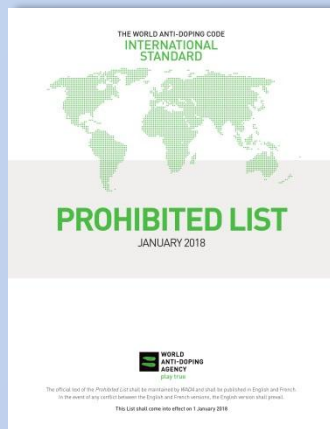 THE WORLD ANTI-DOPING CODE
INTERNATIONAL
STANDARD
PROHIBITED LIST
JANUARY 2018
WORLD
ANTI-DOPING
AGENCY
play true
The official text of the Prohibited List shall be maintained by WADA and shall be published in English and French.
In the event of any conflict between the English and French versions, the English version shall prevail.
This List shall come into effect on 1 January 2018